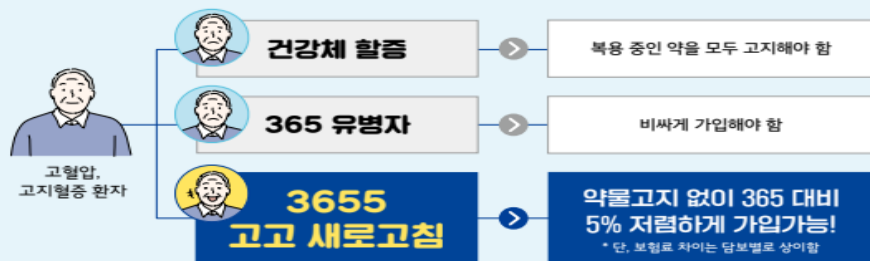 건강체 할증
복용 중인 약을 모두 고지해야 함
365 유병자
비싸게 가입해야 함
고혈압,
고지혈증 환자
3655
고고 새로고침
약물고지 없이 365 대비
5% 저렴하게 가입가능!
* 단, 보험료 차이는 담보별로 상이함